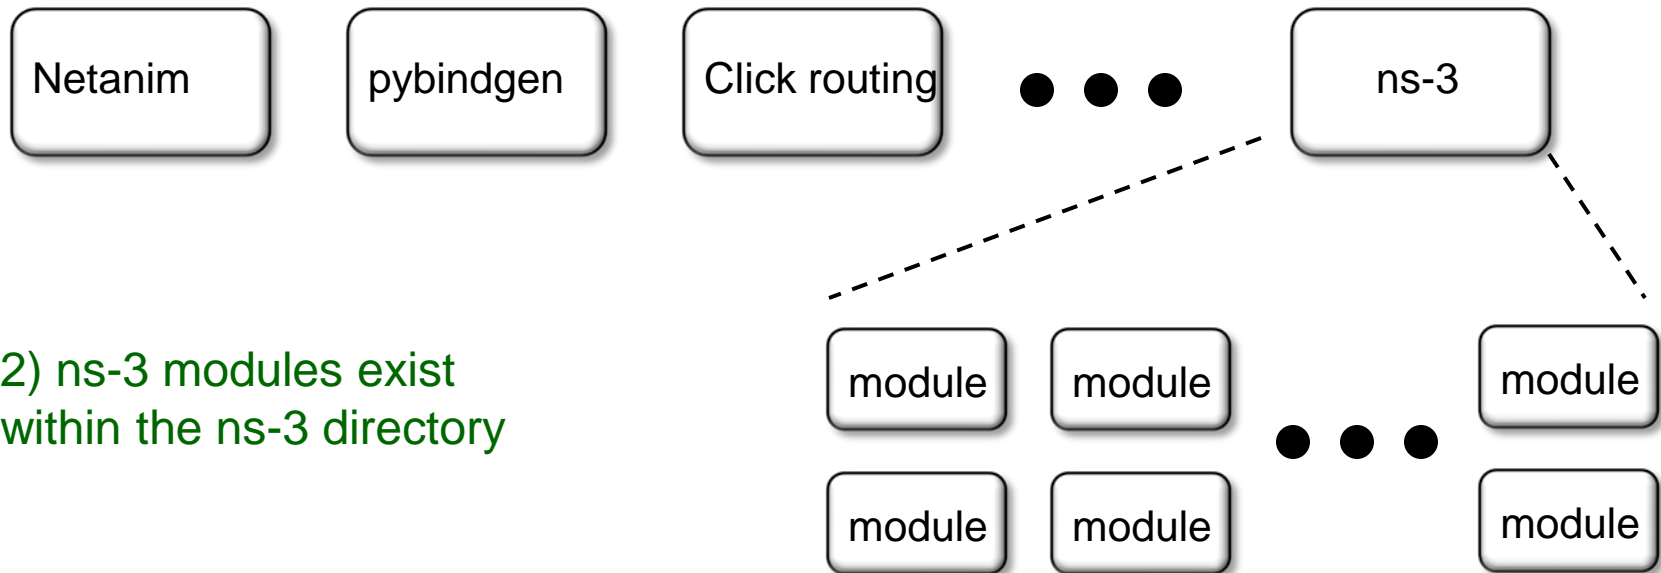 Netanim
pybindgen
Click routing
ns-3
2) ns-3 modules exist
within the ns-3 directory
module
module
module
module
module
module